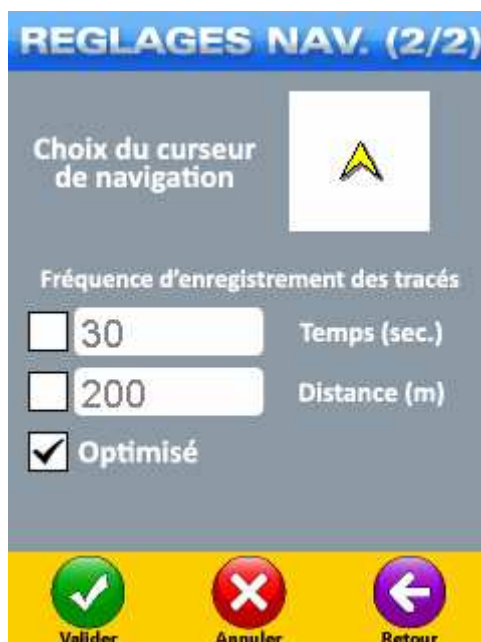 REGLAGES NAV. (2/2)
Choix du curseur
de navigation
Fréquence d'enregistrement des tracés
30 Temps (sec.)
200 Distance (m)
Optimisé
Valider Annuler Retour